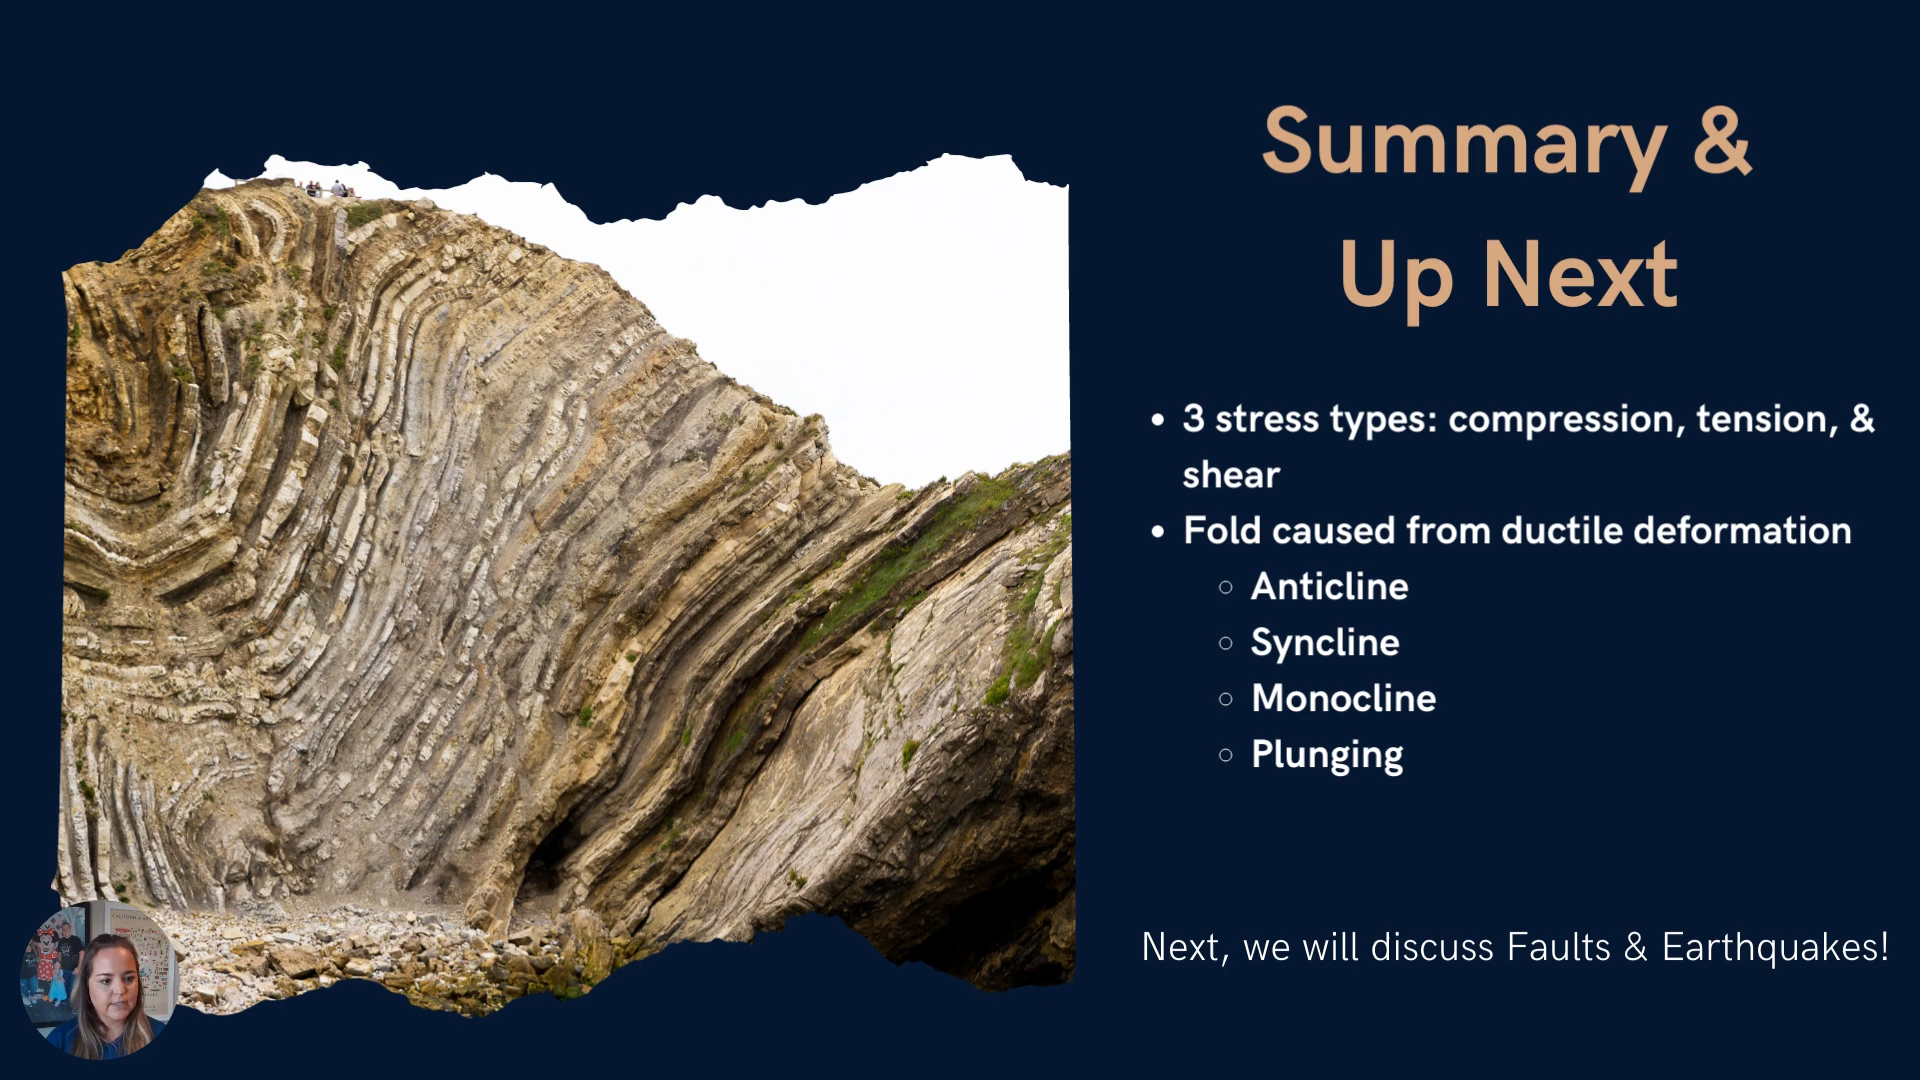 Summary &
Up Next
• 3 stress types: compression, tension, &
shear
• Fold caused from ductile deformation
○ Anticline
○ Syncline
○ Monocline
○ Plunging
Next, we will discuss Faults & Earthquakes!